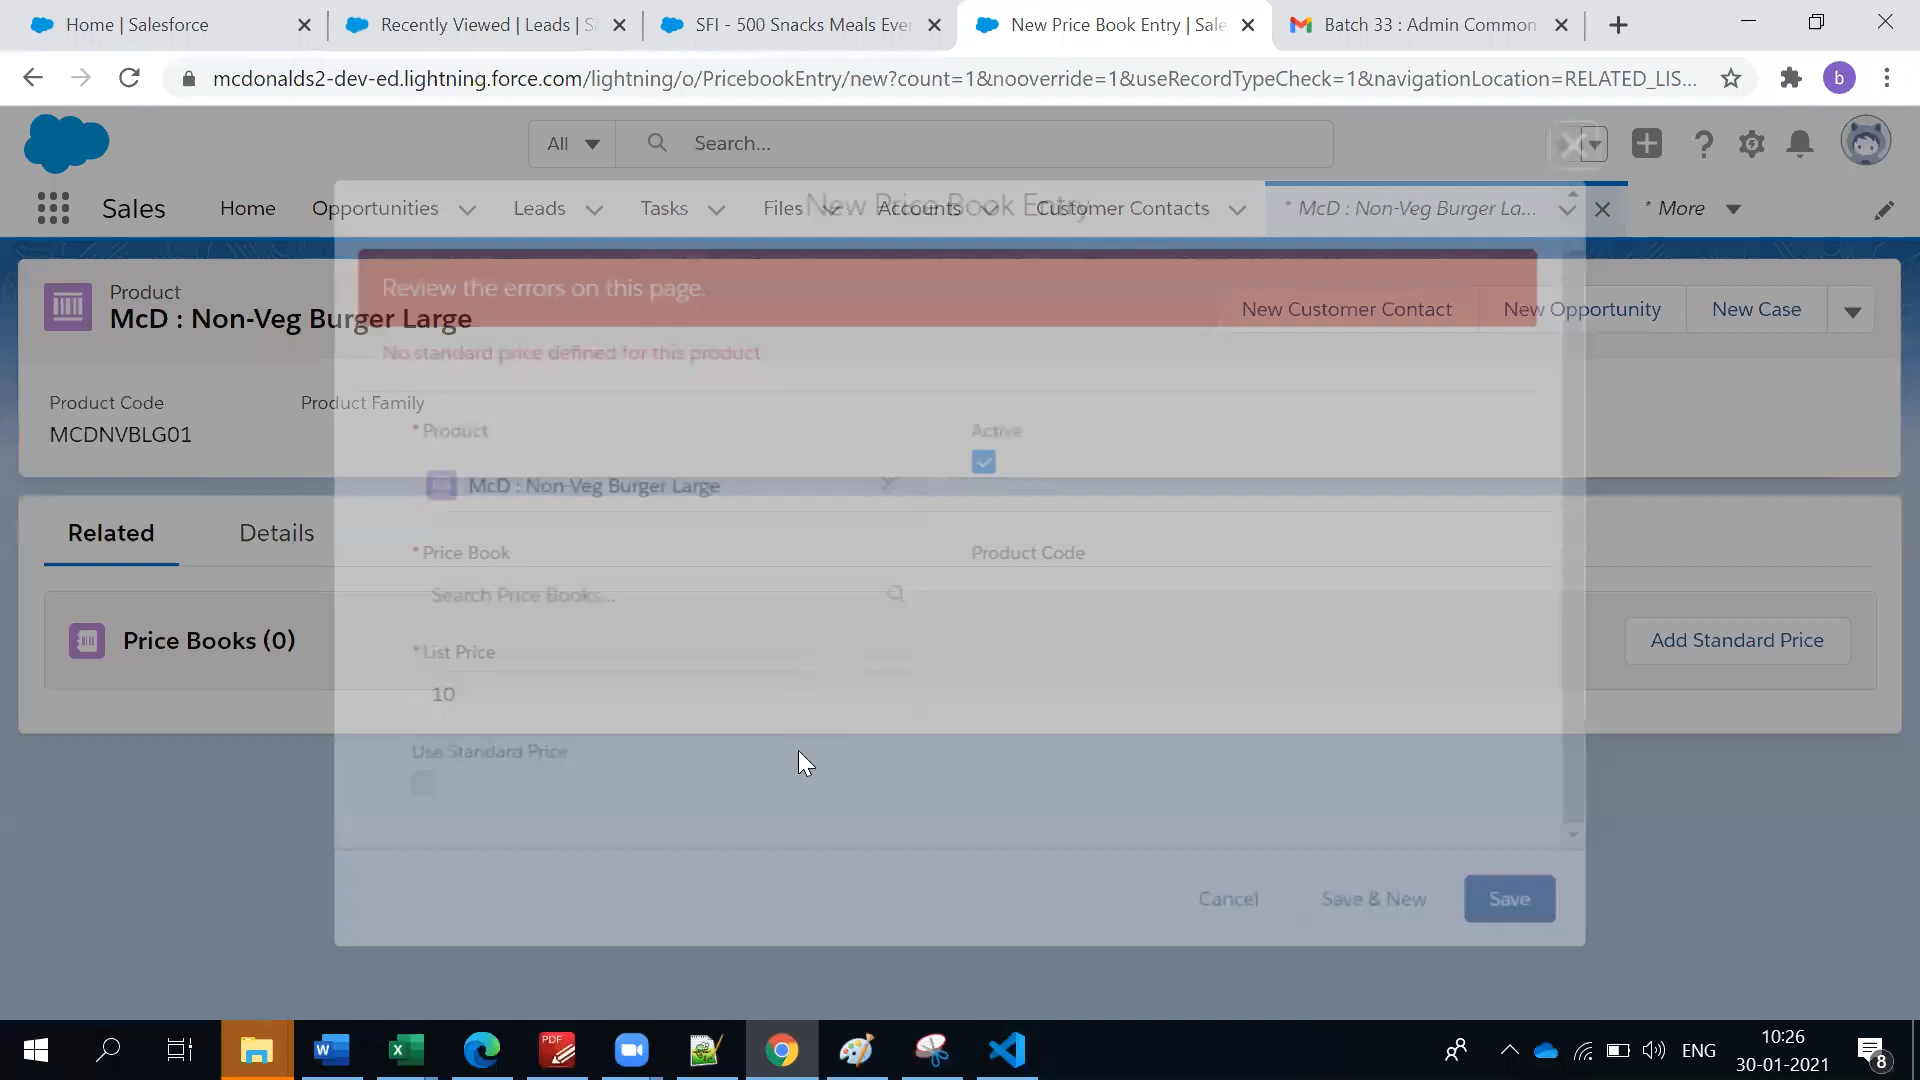 Home | Salesforce
Recently Viewed | Leads | Sa
SFI - 500 Snacks Meals Ever
New Price Book Entry | Sale
Batch 33 : Admin Common
mcdonalds2-dev-ed.lightning.force.com/lightning/o/PricebookEntry/new?count=1&nooverride=1&useRecordTypeCheck=1&navigationLocation=RELATED_LIS...
b
All
Search...
Sales
Home
Opportunities
Leads
Tasks
Files
Accounts
Customer Contacts
* McD : Non-Veg Burger La...
* More
New Price Book Entry
Review the errors on this page.
Product
McD : Non-Veg Burger Large
New Customer Contact
New Opportunity
New Case
No standard price defined for this product
Product Code
Product Family
MCDNVBLG01
* Product
Active
McD : Non-Veg Burger Large
Related
Details
* Price Book
Product Code
Search Price Books...
Price Books (0)
Add Standard Price
* List Price
10
Use Standard Price
Cancel
Save & New
Save
PDF
ENG
10:26
30-01-2021
8